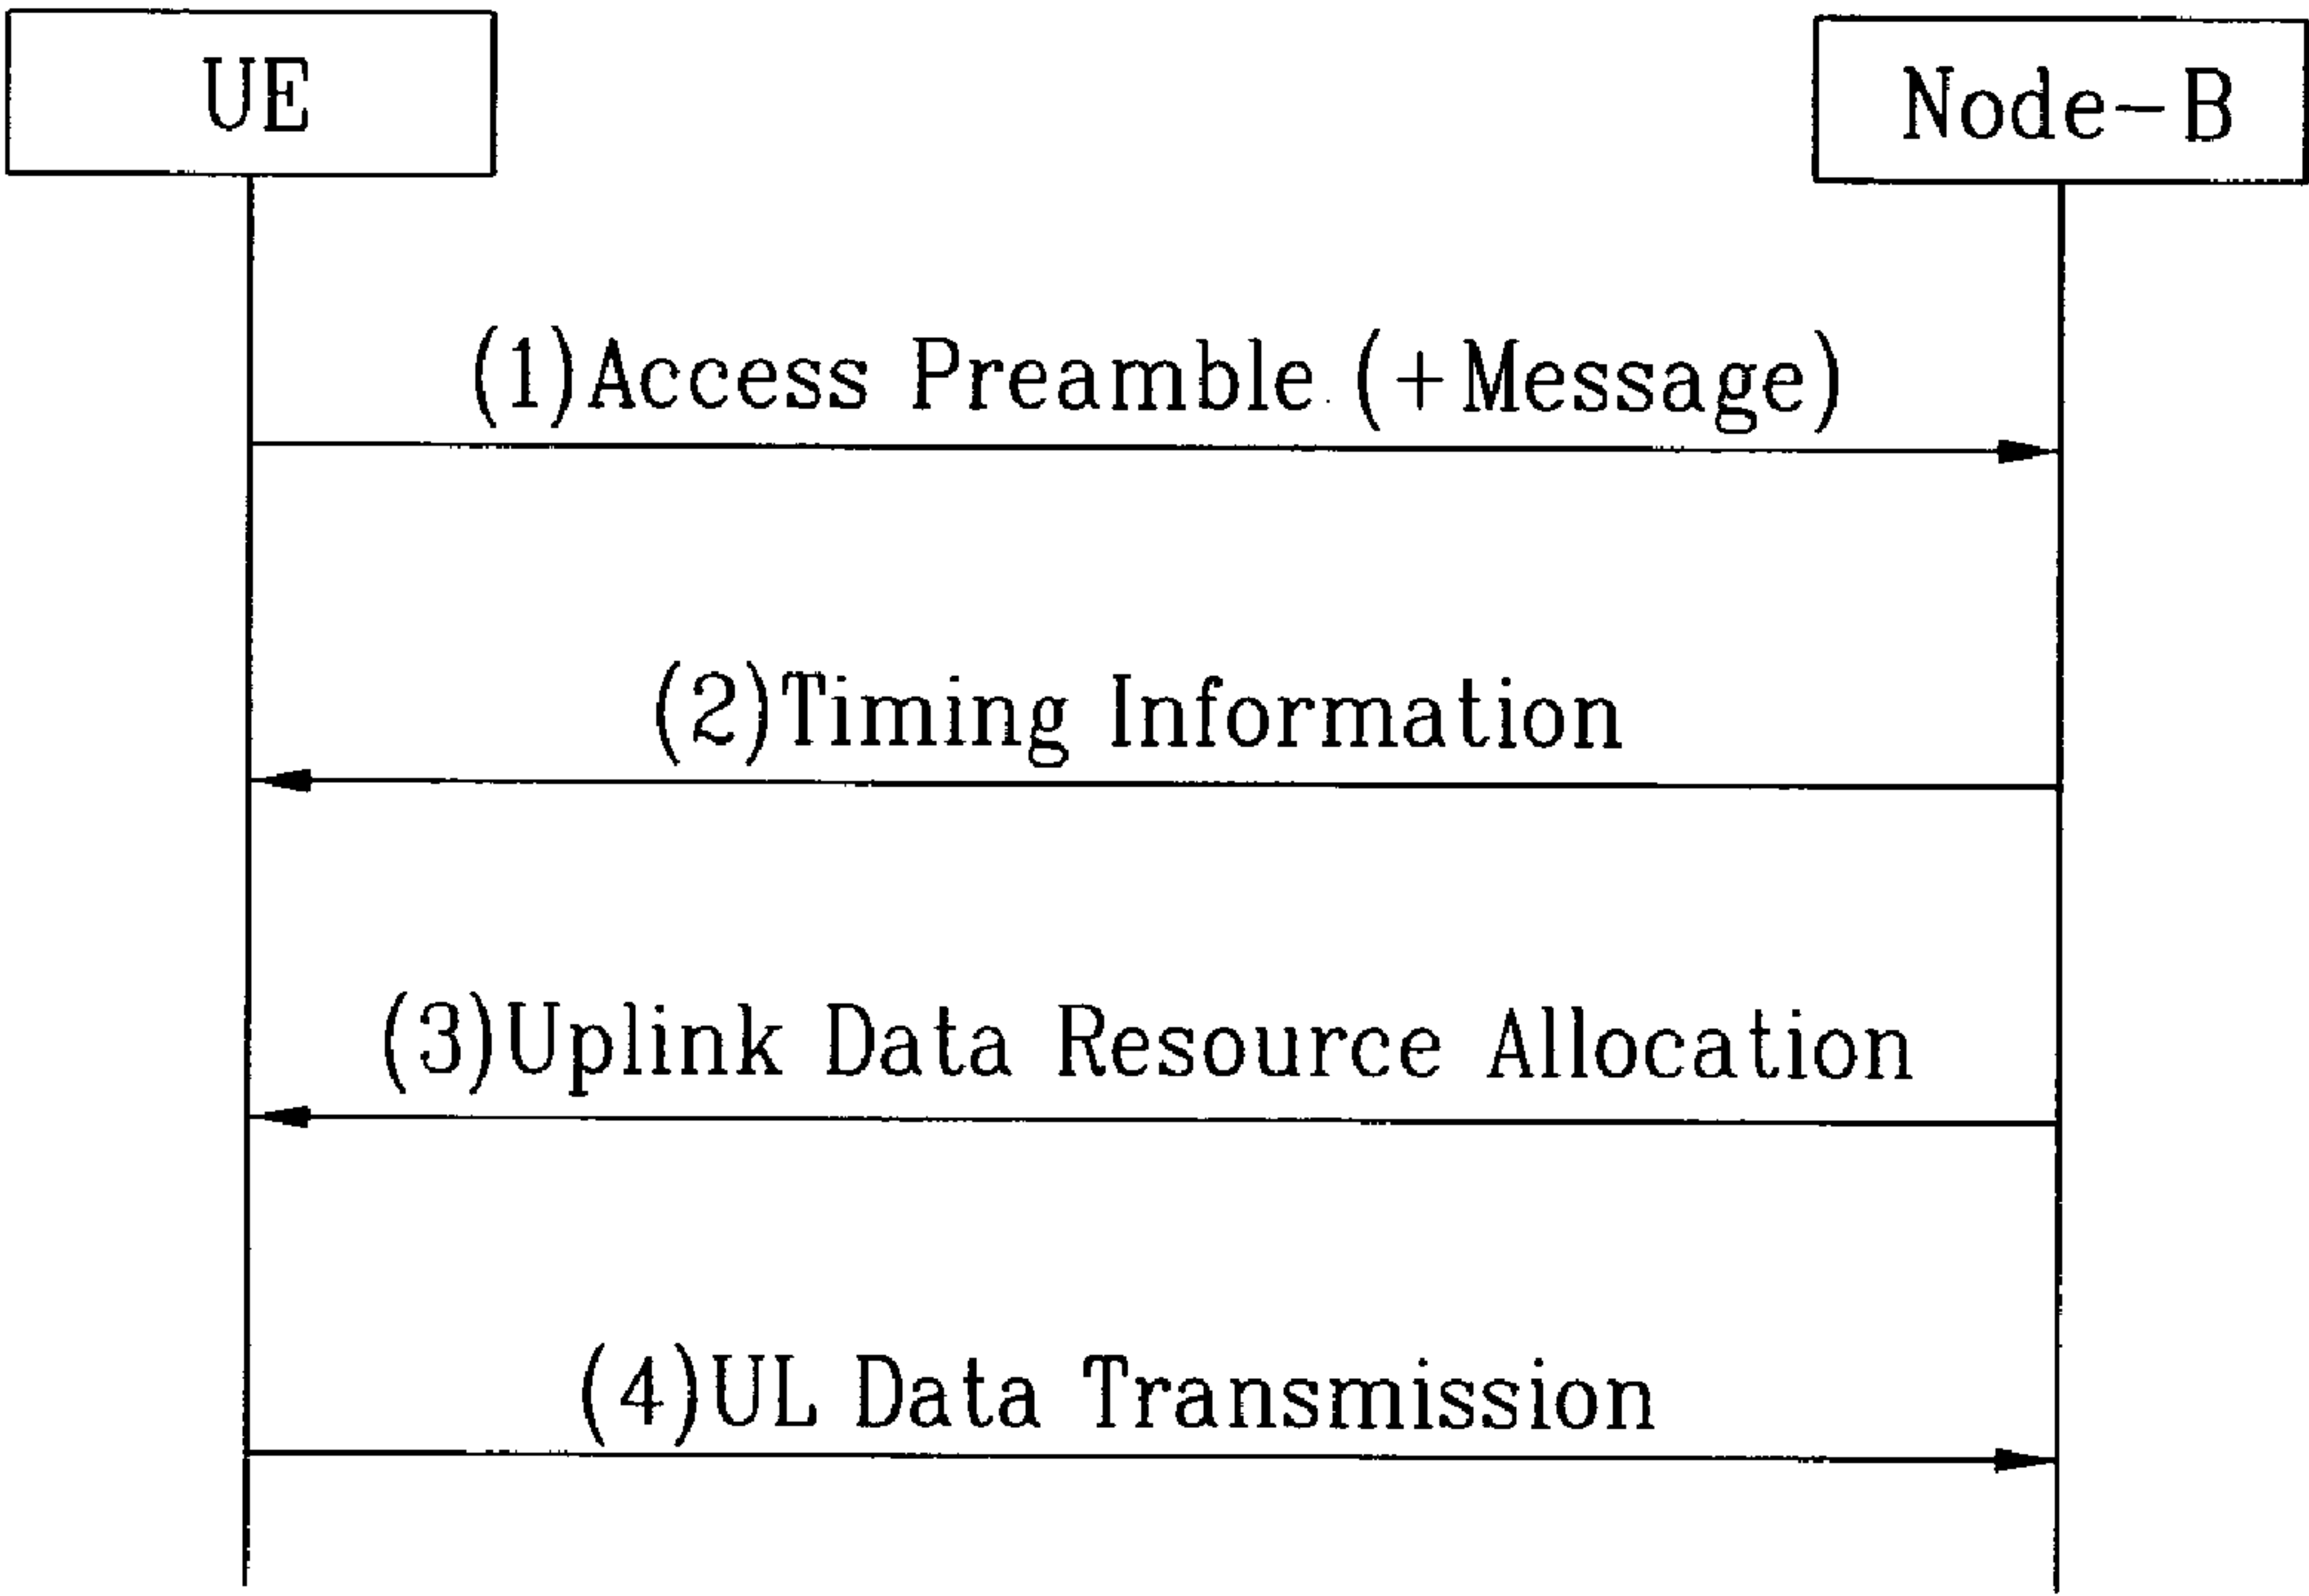 UE
Node-B
(1)Access Preamble (+Message)
(2)Timing Information
(3)Uplink Data Resource Allocation
(4)UL Data Transmission